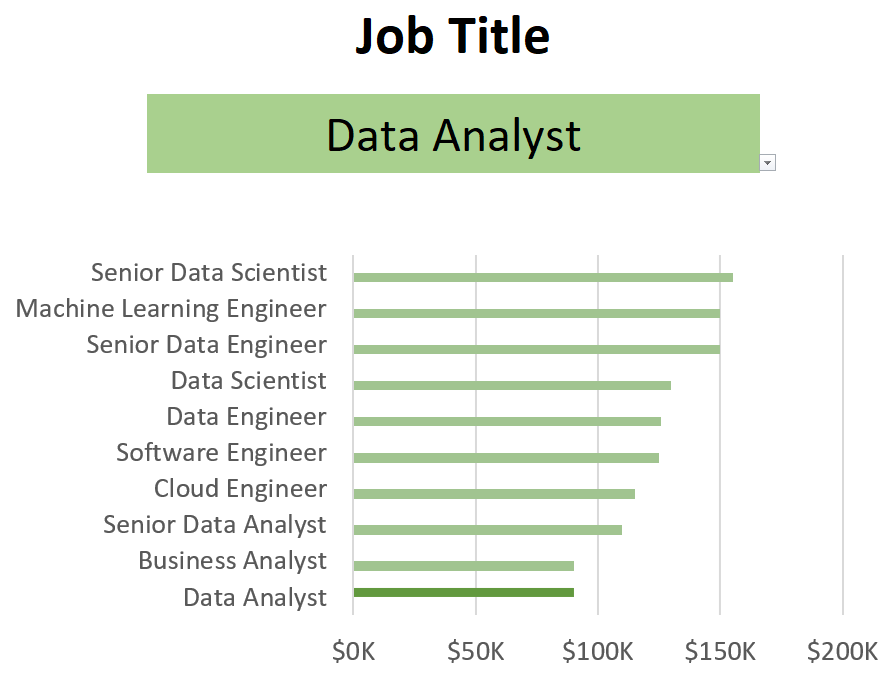 Job Title
Data Analyst
Senior Data Scientist
Machine Learning Engineer
Senior Data Engineer
Data Scientist
Data Engineer
Software Engineer
Cloud Engineer
Senior Data Analyst
Business Analyst
Data Analyst
$0K $50K $100K $150K $200K